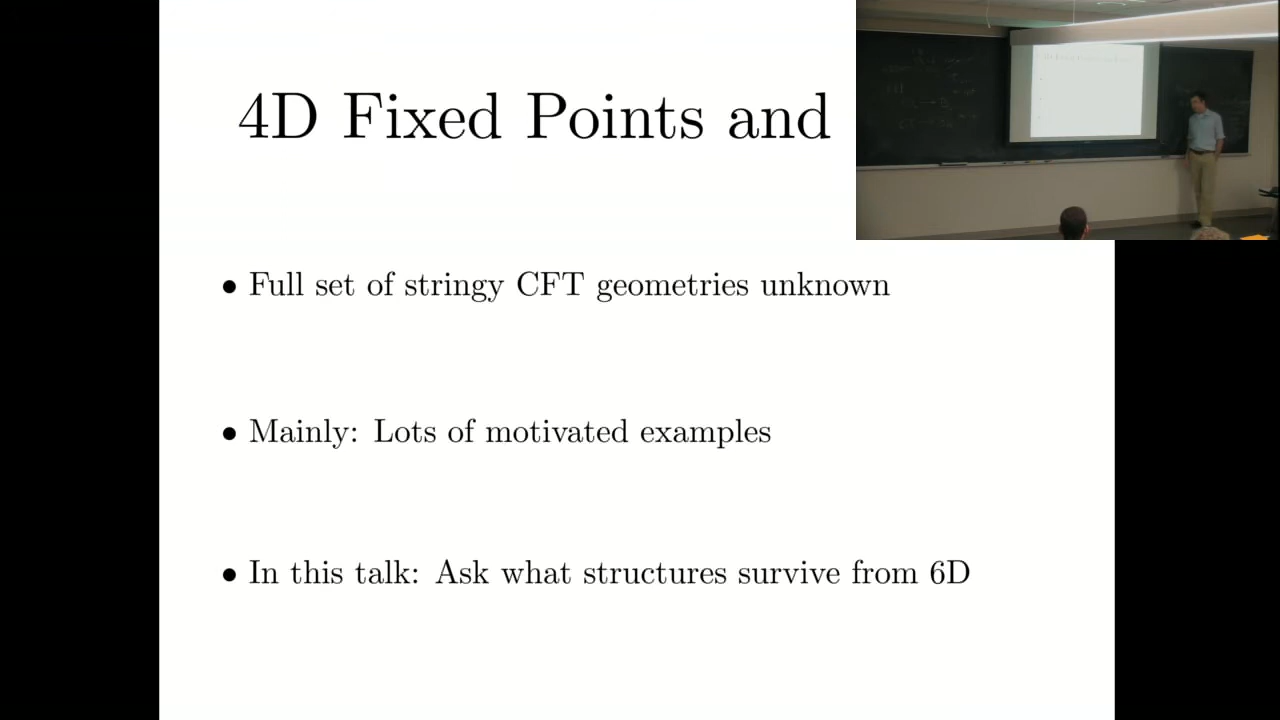 4D Fixed Points and
• Full set of stringy CFT geometries unknown
• Mainly: Lots of motivated examples
• In this talk: Ask what structures survive from 6D